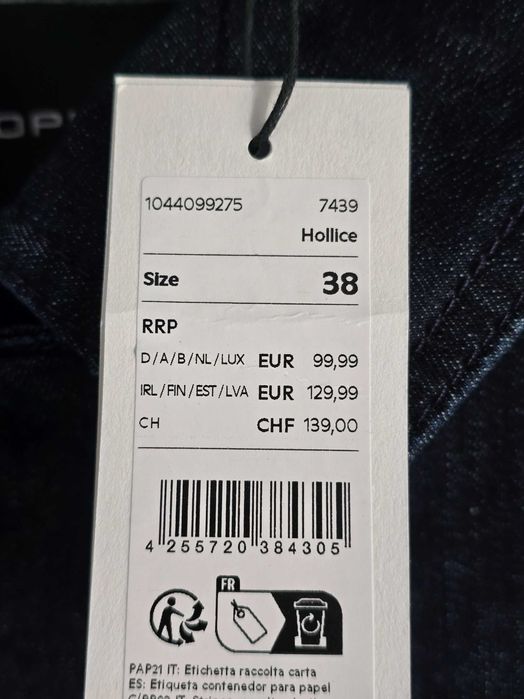 1044099275 7439
Hollice
Size 38
RRP
D/A/B/NL/LUX EUR 99,99
IRL/FIN/EST/LVA EUR 129,99
CH CHF 139,00
4 255720 384305
FR
PAP21 IT: Etichetta raccolta carta
ES: Etiqueta contenedor para papel